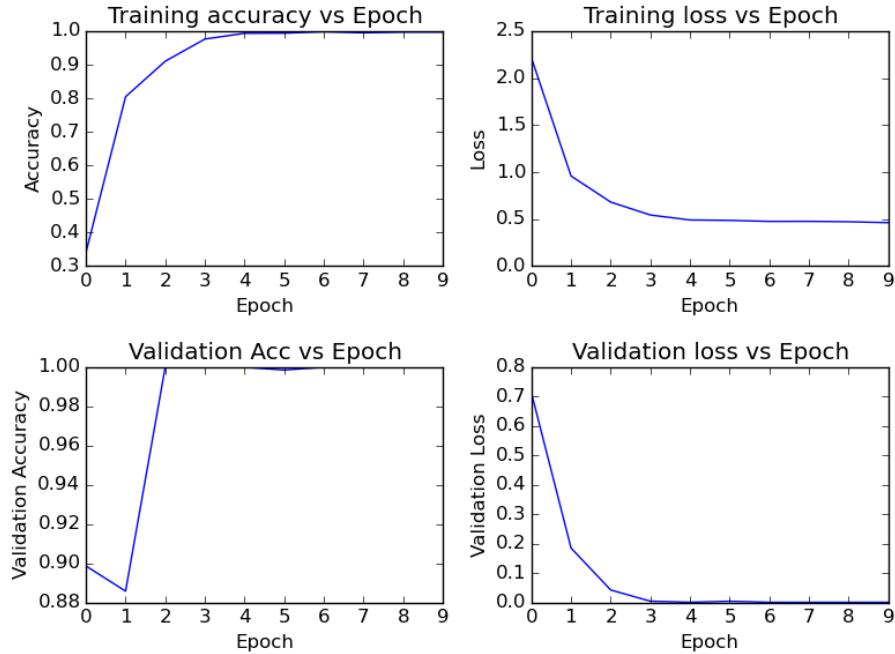 Training accuracy vs Epoch
Accuracy
1.0
0.9
0.8
0.7
0.6
0.5
0.4
0.3
0 1 2 3 4 5 6 7 8 9
Epoch
Training loss vs Epoch
Loss
2.5
2.0
1.5
1.0
0.5
0.0
0 1 2 3 4 5 6 7 8 9
Epoch
Validation Acc vs Epoch
Validation Accuracy
1.00
0.98
0.96
0.94
0.92
0.90
0.88
0 1 2 3 4 5 6 7 8 9
Epoch
Validation loss vs Epoch
Validation Loss
0.8
0.7
0.6
0.5
0.4
0.3
0.2
0.1
0.0
0 1 2 3 4 5 6 7 8 9
Epoch